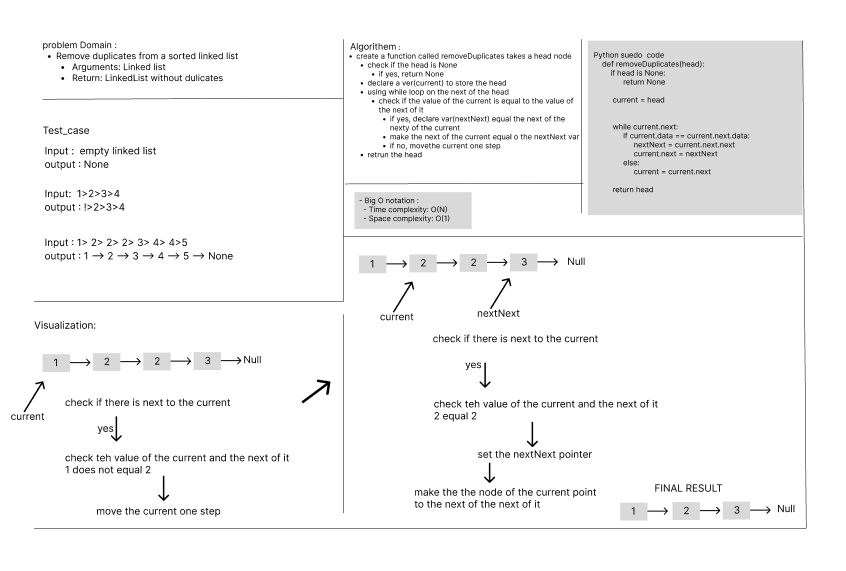 problem Domain :
• Remove duplicates from a sorted linked list
• Arguments: Linked list
• Return: LinkedList without dulicates
Test_case
Input : empty linked list
output : None
Input: 1>2>3>4
output : !>2>3>4
Input : 1> 2> 2> 2> 3> 4> 4>5
output : 1 → 2 → 3 → 4 → 5 → None
Algorithem :
• create a function called removeDuplicates takes a head node
• check if the head is None
• if yes, return None
• declare a ver(current) to store the head
• using while loop on the next of the head
• check if the value of the current is equal to the value of
the next of it
• if yes, declare var(nextNext) equal the next of the
nexty of the current
• make the next of the current equal o the nextNext var
• if no, movethe current one step
• retrun the head
- Big O notation :
- Time complexity: O(N)
- Space complexity: O(1)
Python suedo code
def removeDuplicates(head):
if head is None:
return None
current = head
while current.next:
if current.data == current.next.data:
nextNext = current.next.next
current.next = nextNext
else:
current = current.next
return head
Visualization:
1 → 2 → 2 → 3 → Null
current
check if there is next to the current
yes
check teh value of the current and the next of it
1 does not equal 2
move the current one step
1 → 2 → 2 → 3 → Null
current
nextNext
check if there is next to the current
yes
check teh value of the current and the next of it
2 equal 2
set the nextNext pointer
make the the node of the current point
to the next of the next of it
FINAL RESULT
1 → 2 → 3 → Null